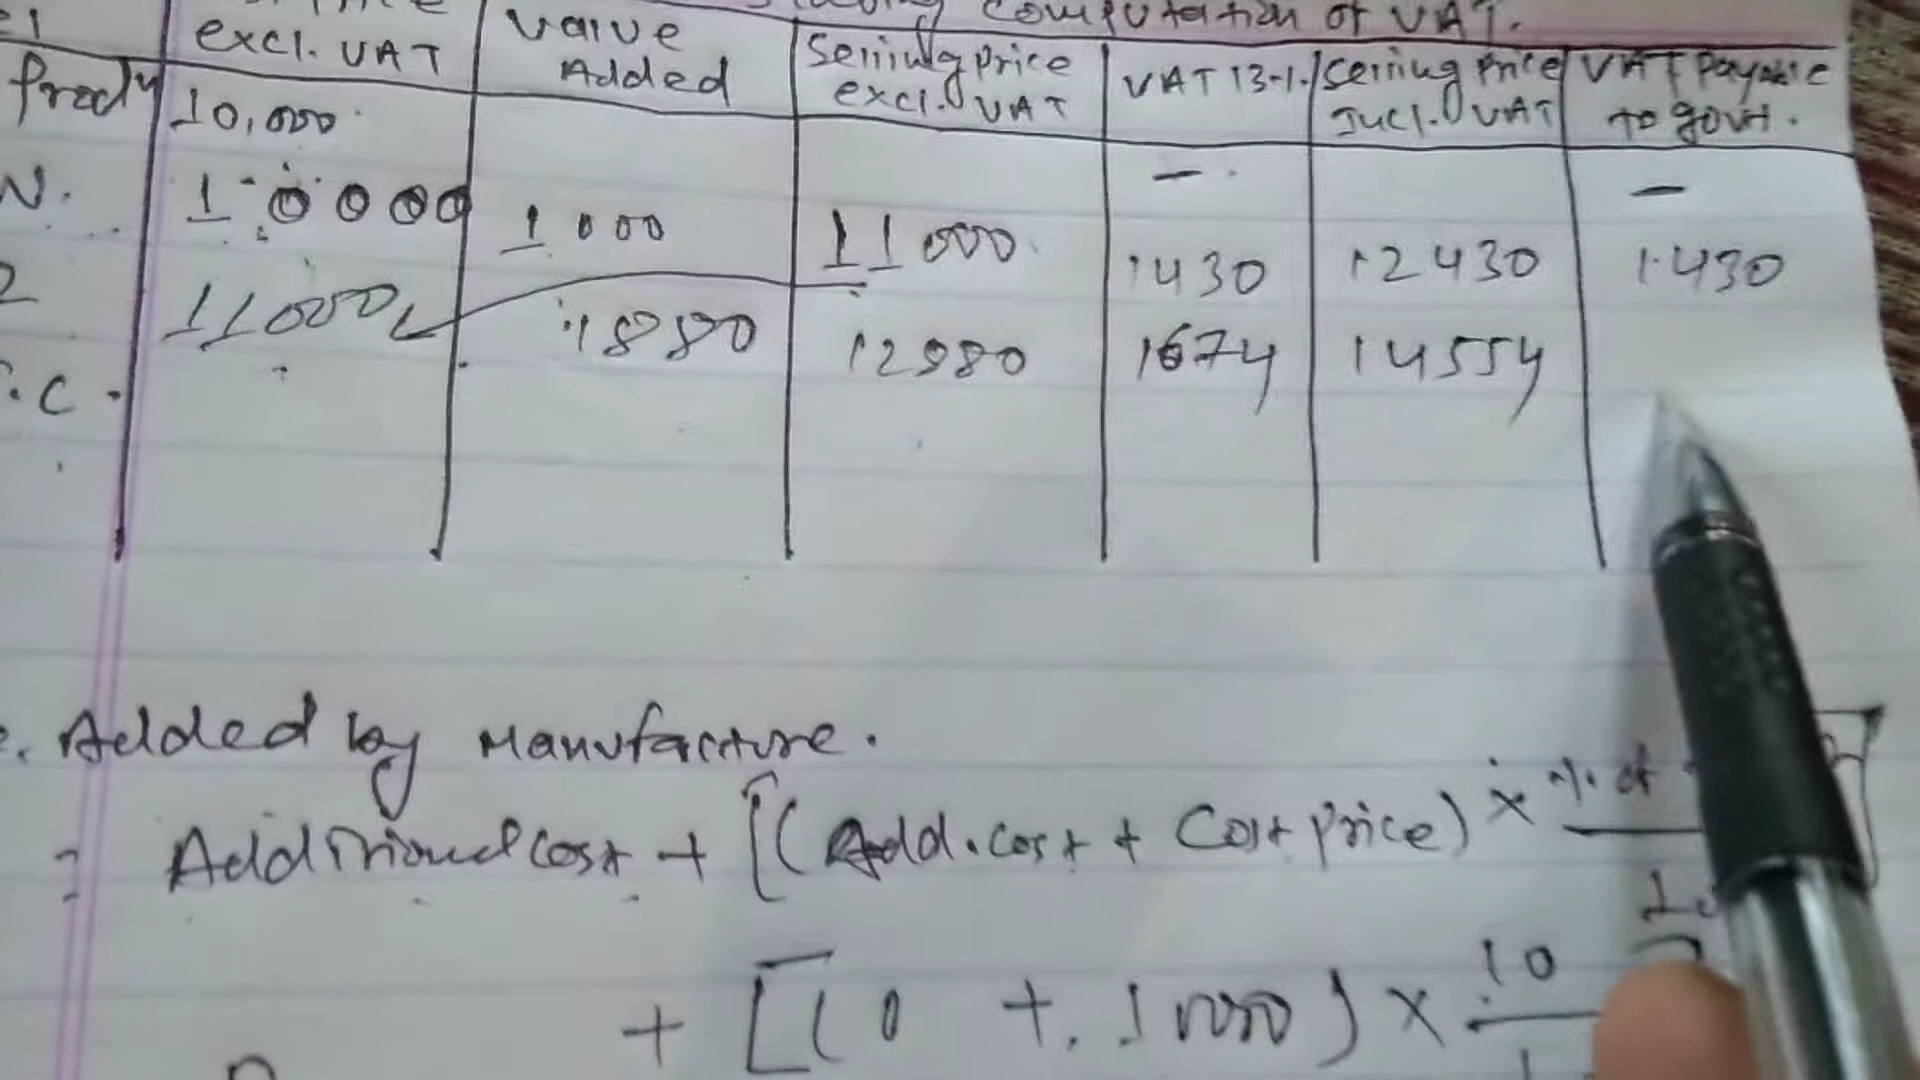 Computation of VAT.
excl. VAT
Value Added
Selling price excl. VAT
VAT 13-1.
Selling Price Incl. VAT
VAT Payable to govt.
10,000
10000 1000 11000 1430 12430 1430
11000 1880 12980 1674 14554
.C.
Added by Manufacture.
= Additional cost + [(Add.cost + Cost price) × %. of
+ [(0 + 1000) × 10